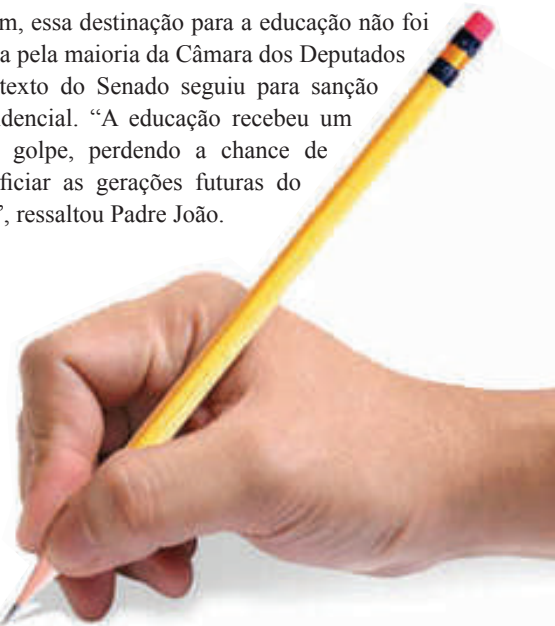 m, essa destinação para a educação não foi
a pela maioria da Câmara dos Deputados
texto do Senado seguiu para sanção
idencial. “A educação recebeu um
golpe, perdendo a chance de
ficiar as gerações futuras do
”, ressaltou Padre João.